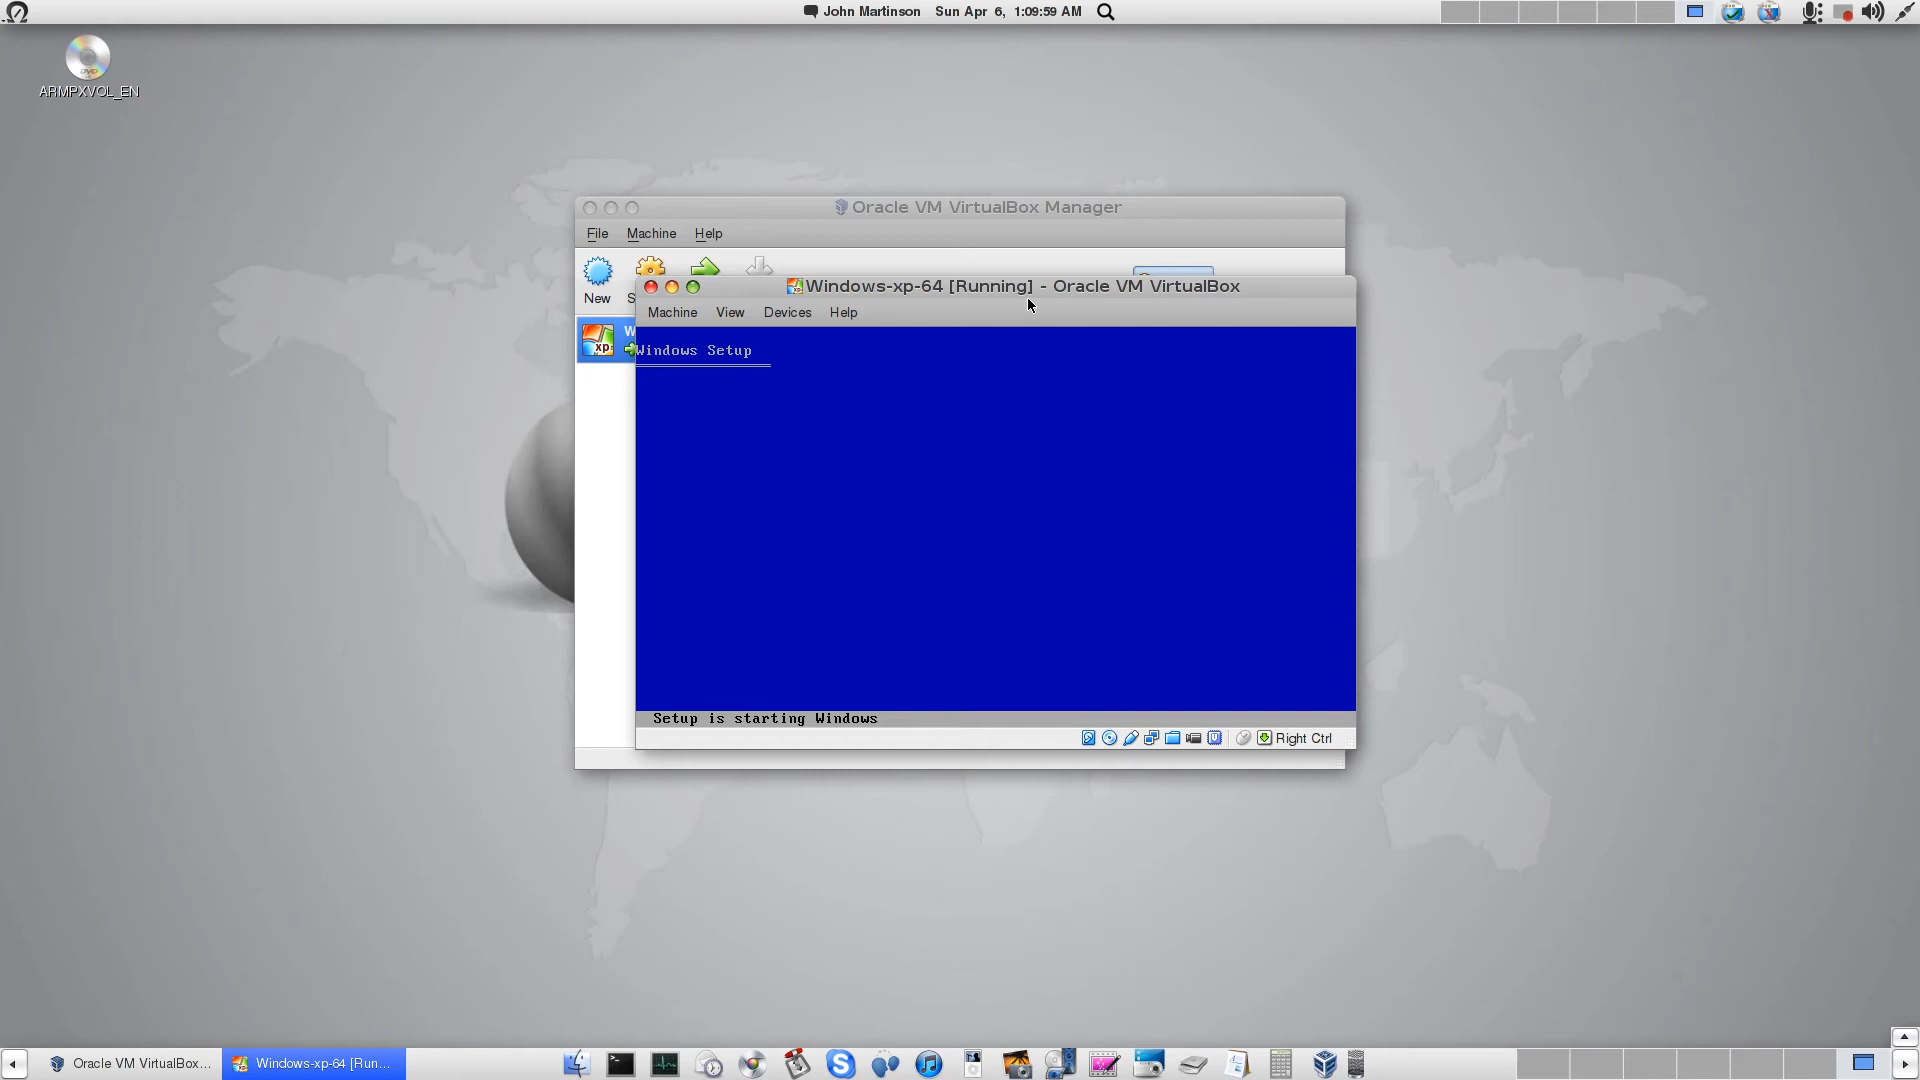 John Martinson Sun Apr 6, 1:09:59 AM
DVD
ARMPXVOL_EN
Oracle VM VirtualBox Manager
File Machine Help
New S
Windows-xp-64 [Running] - Oracle VM VirtualBox
Machine View Devices Help
xp W
Windows Setup
Setup is starting Windows
Right Ctrl
Oracle VM VirtualBox...
Windows-xp-64 [Run...